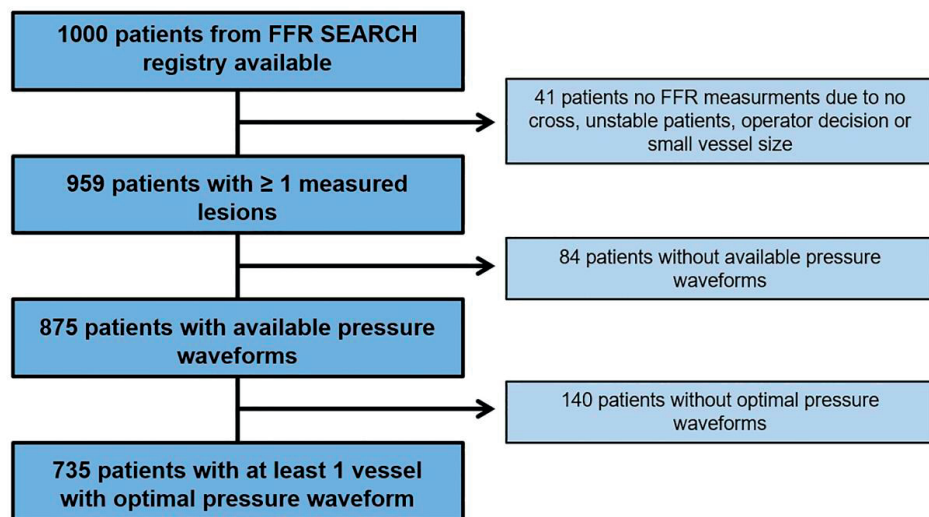 1000 patients from FFR SEARCH
registry available
41 patients no FFR measurments due to no
cross, unstable patients, operator decision or
small vessel size
959 patients with ≥ 1 measured
lesions
84 patients without available pressure
waveforms
875 patients with available pressure
waveforms
140 patients without optimal pressure
waveforms
735 patients with at least 1 vessel
with optimal pressure waveform